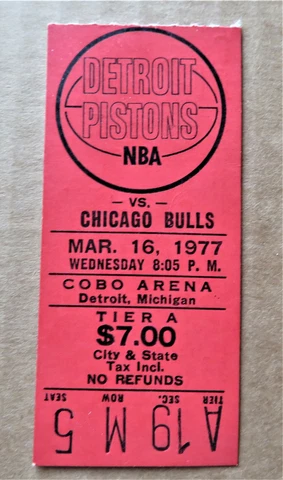 DETROIT
PISTONS
NBA
— VS. —
CHICAGO BULLS
MAR. 16, 1977
WEDNESDAY 8:05 P. M.
COBO ARENA
Detroit, Michigan
TIER A
$7.00
City & State
Tax Incl.
NO REFUNDS
A 19 M 5
TIER SEC. ROW SEAT